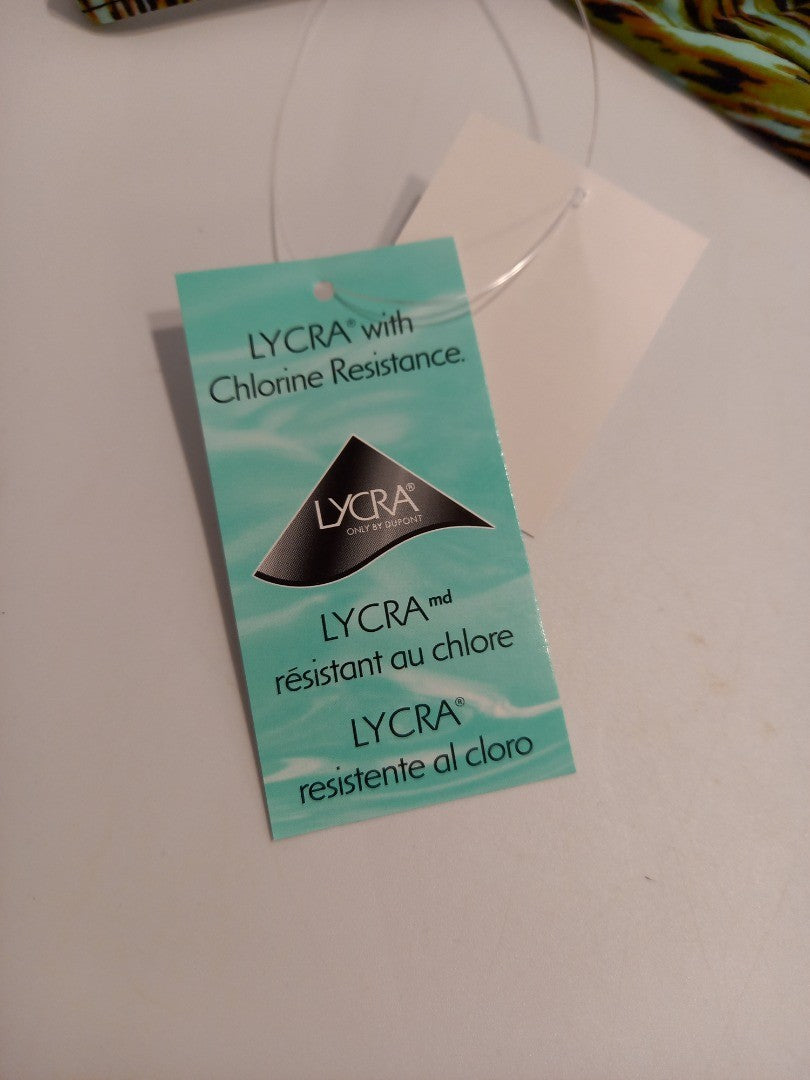 LYCRA® with
Chlorine Resistance.
LYCRA®
ONLY BY DUPONT
LYCRAᵐᵈ
résistant au chlore
LYCRA®
resistente al cloro